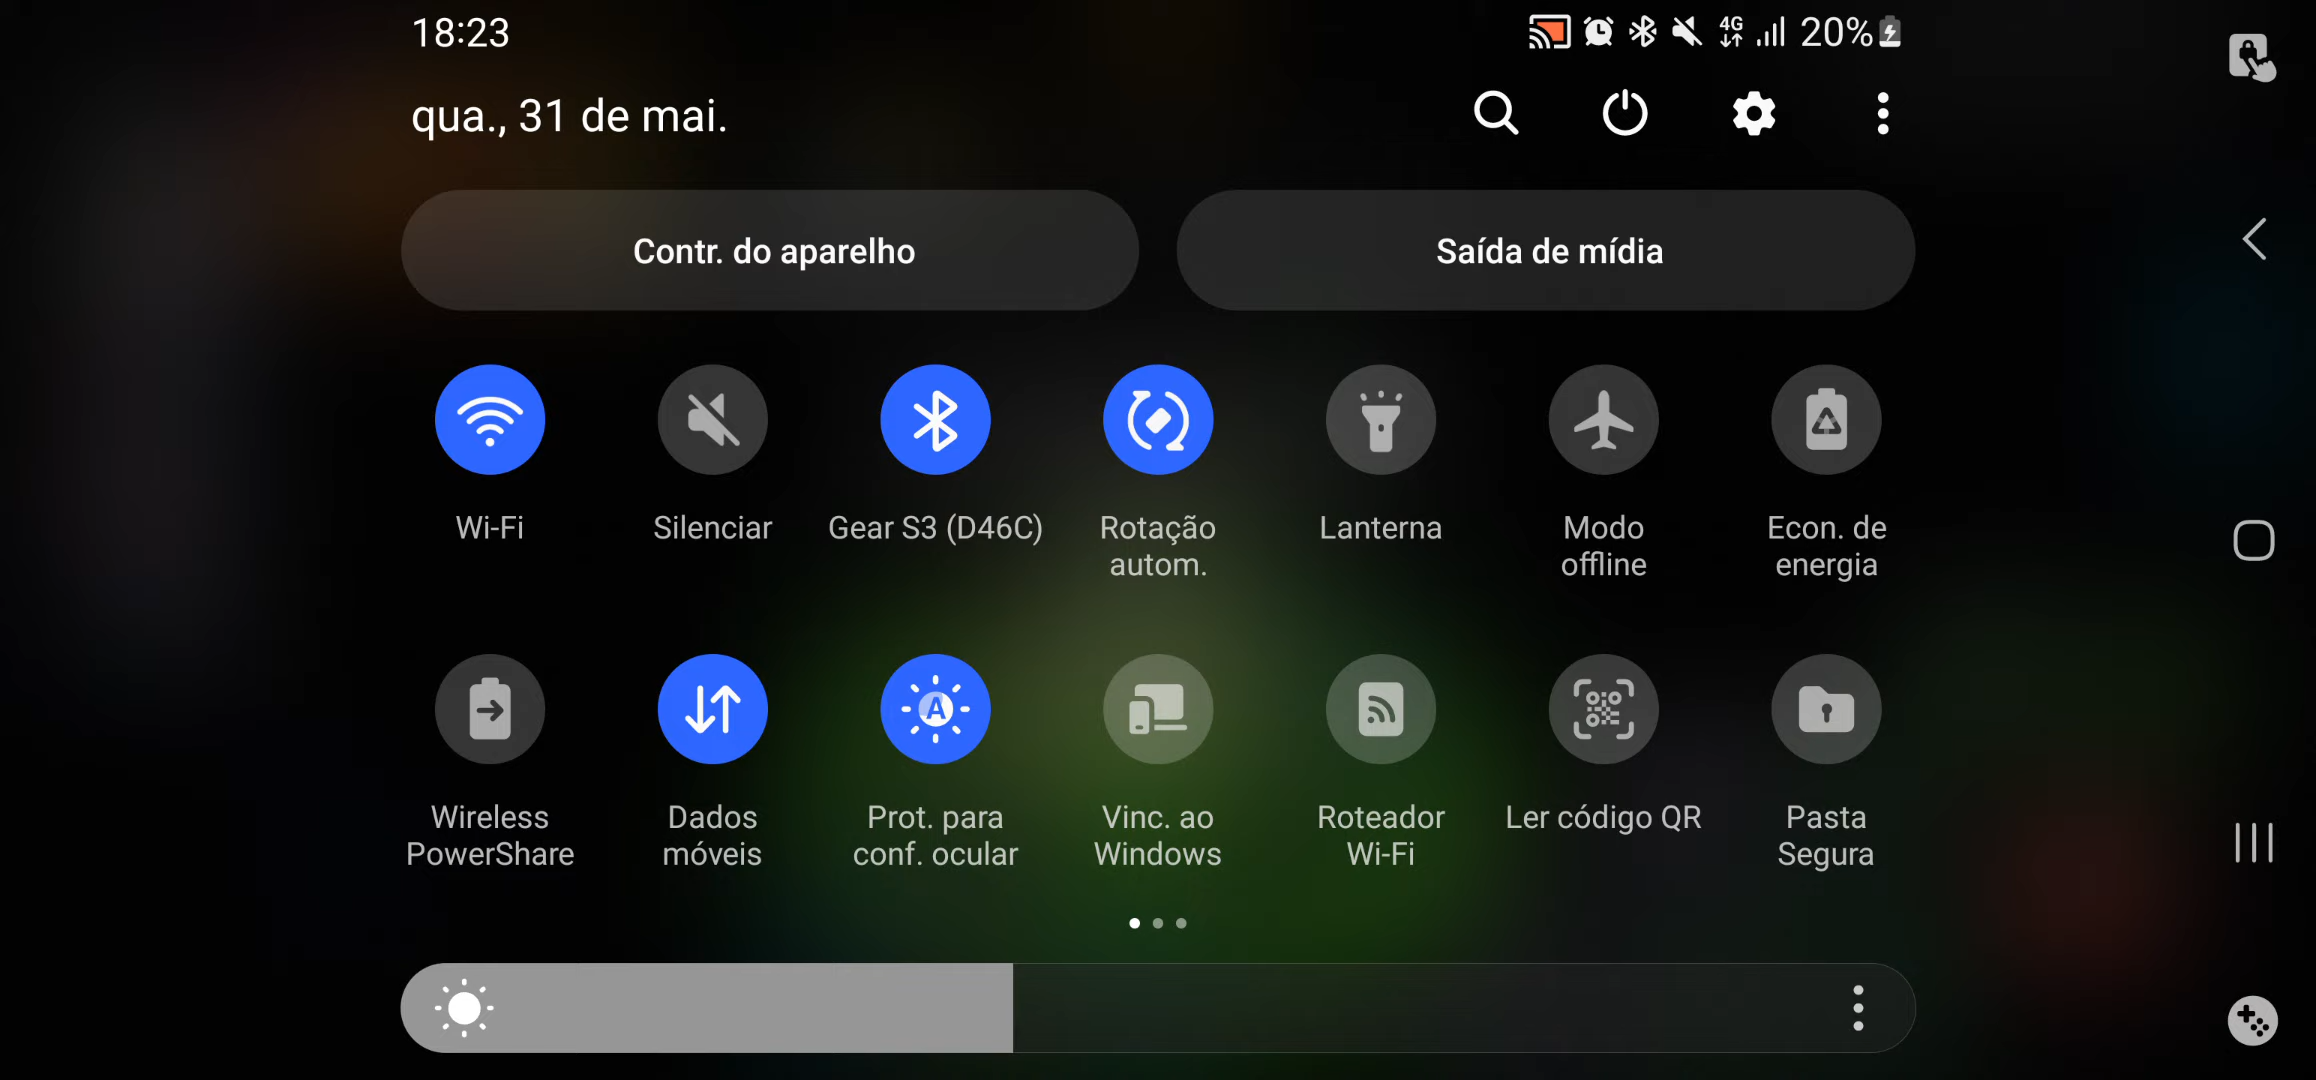 18:23
4G 20%
qua., 31 de mai.
Contr. do aparelho
Saída de mídia
Wi-Fi
Silenciar
Gear S3 (D46C)
Rotação
autom.
Lanterna
Modo
offline
Econ. de
energia
Wireless
PowerShare
Dados
móveis
A
Prot. para
conf. ocular
Vinc. ao
Windows
Roteador
Wi-Fi
Ler código QR
Pasta
Segura